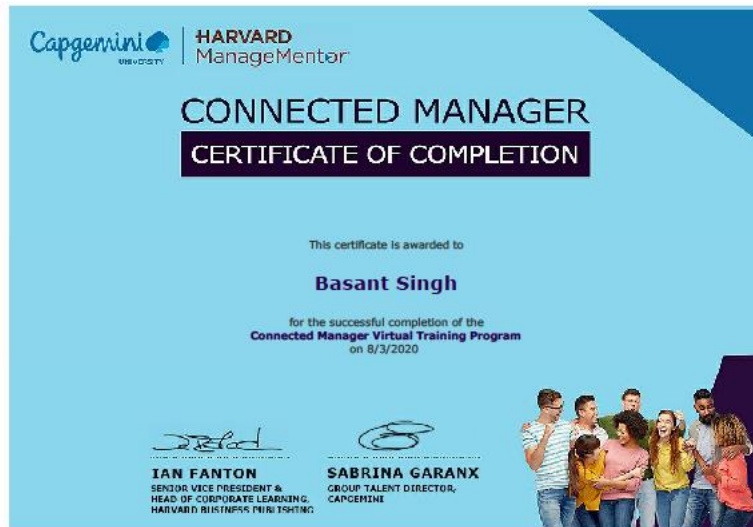 Capgemini
UNIVERSITY
HARVARD
ManageMentor
CONNECTED MANAGER
CERTIFICATE OF COMPLETION
This certificate is awarded to
Basant Singh
for the successful completion of the
Connected Manager Virtual Training Program
on 8/3/2020
IAN FANTON
SENIOR VICE PRESIDENT &
HEAD OF CORPORATE LEARNING,
HARVARD BUSINESS PUBLISHING
SABRINA GARANX
GROUP TALENT DIRECTOR,
CAPGEMINI